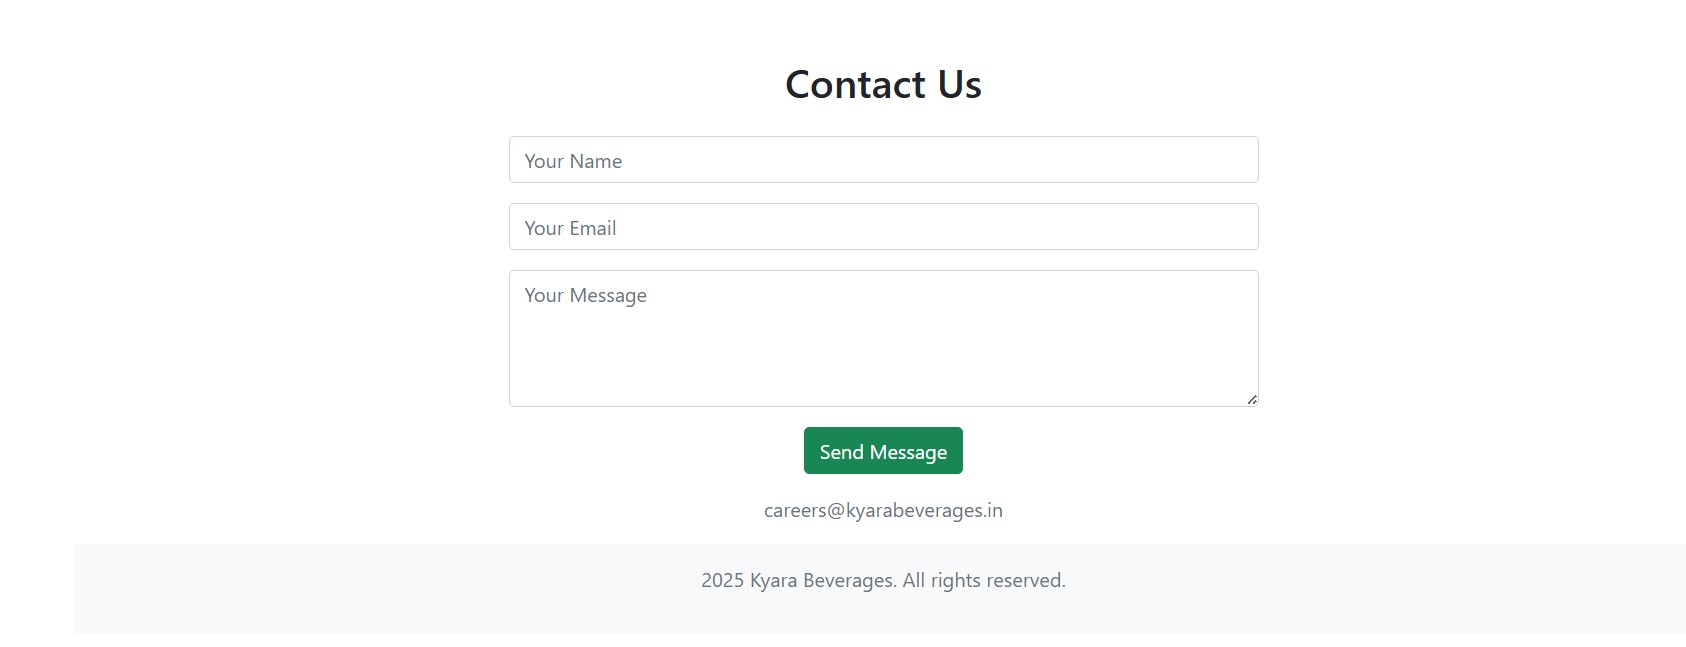 Contact Us
Your Name
Your Email
Your Message
Send Message
careers@kyarabeverages.in
2025 Kyara Beverages. All rights reserved.